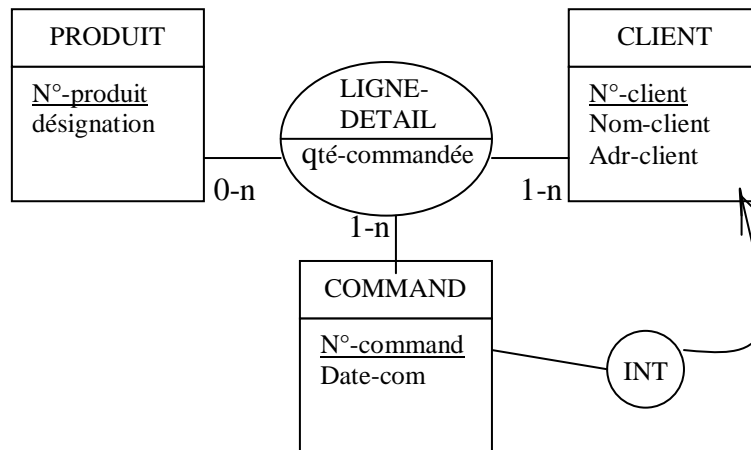 PRODUIT
N°-produit
désignation
LIGNE-
DETAIL
qté-commandée
CLIENT
N°-client
Nom-client
Adr-client
0-n
1-n
1-n
COMMAND
N°-command
Date-com
INT